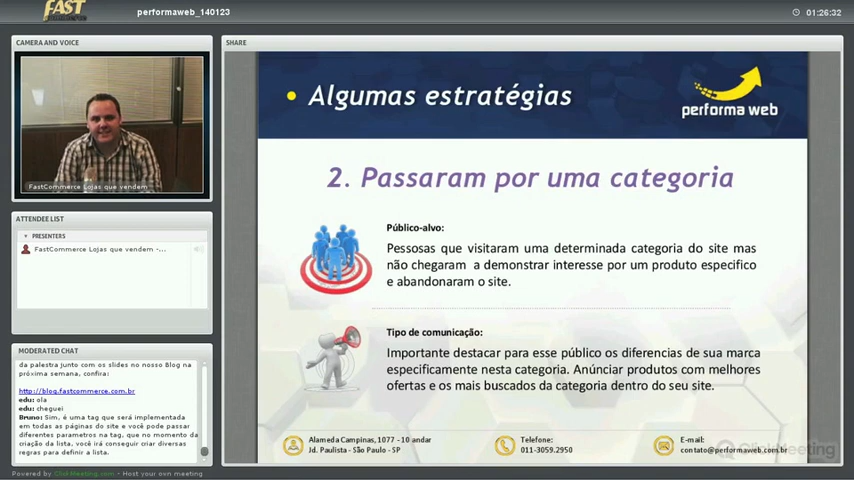 FAST
performaweb_140123
01:26:32
CAMERA AND VOICE
FastCommerce Lojas que vendem
ATTENDEE LIST
PRESENTERS
FastCommerce Lojas que vendem -...
MODERATED CHAT
da palestra junto com os slides no nosso Blog na
próxima semana, confira:
http://blog.fastcommerce.com.br
edu: ola
edu: cheguei
Bruno: Sim, é uma tag que será implementada
em todas as páginas do site e você pode passar
diferentes parametros na tag, que no momento da
criação da lista, você irá conseguir criar diversas
regras para definir a lista.
Powered by ClickMeeting.com • Host your own meeting
SHARE
• Algumas estratégias
performa web
2. Passaram por uma categoria
Público-alvo:
Pessosas que visitaram uma determinada categoria do site mas
não chegaram a demonstrar interesse por um produto especifico
e abandonaram o site.
Tipo de comunicação:
Importante destacar para esse público os diferencias de sua marca
especificamente nesta categoria. Anúnciar produtos com melhores
ofertas e os mais buscados da categoria dentro do seu site.
Alameda Campinas, 1077 - 10 andar
Jd. Paulista - São Paulo - SP
Telefone:
011-3059.2950
E-mail:
contato@performaweb.com.br
ClickMeeting